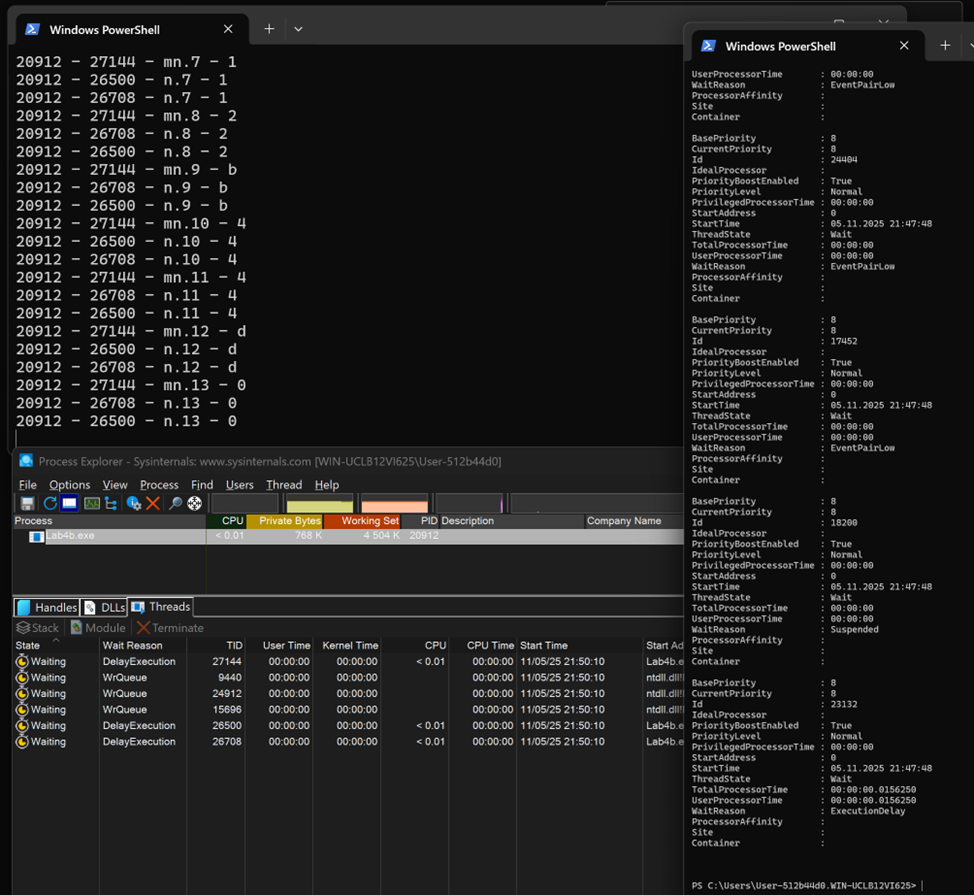 Windows PowerShell
20912 - 27144 - mn.7 - 1
20912 - 26500 - n.7 - 1
20912 - 26708 - n.7 - 1
20912 - 27144 - mn.8 - 2
20912 - 26708 - n.8 - 2
20912 - 26500 - n.8 - 2
20912 - 27144 - mn.9 - b
20912 - 26708 - n.9 - b
20912 - 26500 - n.9 - b
20912 - 27144 - mn.10 - 4
20912 - 26500 - n.10 - 4
20912 - 26708 - n.10 - 4
20912 - 27144 - mn.11 - 4
20912 - 26708 - n.11 - 4
20912 - 26500 - n.11 - 4
20912 - 27144 - mn.12 - d
20912 - 26500 - n.12 - d
20912 - 26708 - n.12 - d
20912 - 27144 - mn.13 - 0
20912 - 26708 - n.13 - 0
20912 - 26500 - n.13 - 0
Process Explorer - Sysinternals: www.sysinternals.com [WIN-UCLB12VI625\User-512b44d0]
File Options View Process Find Users Thread Help
Process CPU Private Bytes Working Set PID Description Company Name
Lab4b.exe < 0.01 768 K 4 504 K 20912
Handles DLLs Threads
Stack Module Terminate
State Wait Reason TID User Time Kernel Time CPU CPU Time Start Time Start Ad
Waiting DelayExecution 27144 00:00:00 00:00:00 < 0.01 00:00:00 11/05/25 21:50:10 Lab4b.e
Waiting WrQueue 9440 00:00:00 00:00:00 00:00:00 11/05/25 21:50:10 ntdll.dll!
Waiting WrQueue 24912 00:00:00 00:00:00 00:00:00 11/05/25 21:50:10 ntdll.dll!
Waiting WrQueue 15696 00:00:00 00:00:00 00:00:00 11/05/25 21:50:10 ntdll.dll!
Waiting DelayExecution 26500 00:00:00 00:00:00 < 0.01 00:00:00 11/05/25 21:50:10 Lab4b.e
Waiting DelayExecution 26708 00:00:00 00:00:00 < 0.01 00:00:00 11/05/25 21:50:10 Lab4b.e
Windows PowerShell
UserProcessorTime : 00:00:00
WaitReason : EventPairLow
ProcessorAffinity :
Site :
Container :
BasePriority : 8
CurrentPriority : 8
Id : 24404
IdealProcessor :
PriorityBoostEnabled : True
PriorityLevel : Normal
PrivilegedProcessorTime : 00:00:00
StartAddress : 0
StartTime : 05.11.2025 21:47:48
ThreadState : Wait
TotalProcessorTime : 00:00:00
UserProcessorTime : 00:00:00
WaitReason : EventPairLow
ProcessorAffinity :
Site :
Container :
BasePriority : 8
CurrentPriority : 8
Id : 17452
IdealProcessor :
PriorityBoostEnabled : True
PriorityLevel : Normal
PrivilegedProcessorTime : 00:00:00
StartAddress : 0
StartTime : 05.11.2025 21:47:48
ThreadState : Wait
TotalProcessorTime : 00:00:00
UserProcessorTime : 00:00:00
WaitReason : EventPairLow
ProcessorAffinity :
Site :
Container :
BasePriority : 8
CurrentPriority : 8
Id : 18200
IdealProcessor :
PriorityBoostEnabled : True
PriorityLevel : Normal
PrivilegedProcessorTime : 00:00:00
StartAddress : 0
StartTime : 05.11.2025 21:47:48
ThreadState : Wait
TotalProcessorTime : 00:00:00
UserProcessorTime : 00:00:00
WaitReason : Suspended
ProcessorAffinity :
Site :
Container :
BasePriority : 8
CurrentPriority : 8
Id : 23132
IdealProcessor :
PriorityBoostEnabled : True
PriorityLevel : Normal
PrivilegedProcessorTime : 00:00:00
StartAddress : 0
StartTime : 05.11.2025 21:47:48
ThreadState : Wait
TotalProcessorTime : 00:00:00.0156250
UserProcessorTime : 00:00:00.0156250
WaitReason : ExecutionDelay
ProcessorAffinity :
Site :
Container :
PS C:\Users\User-512b44d0.WIN-UCLB12VI625>